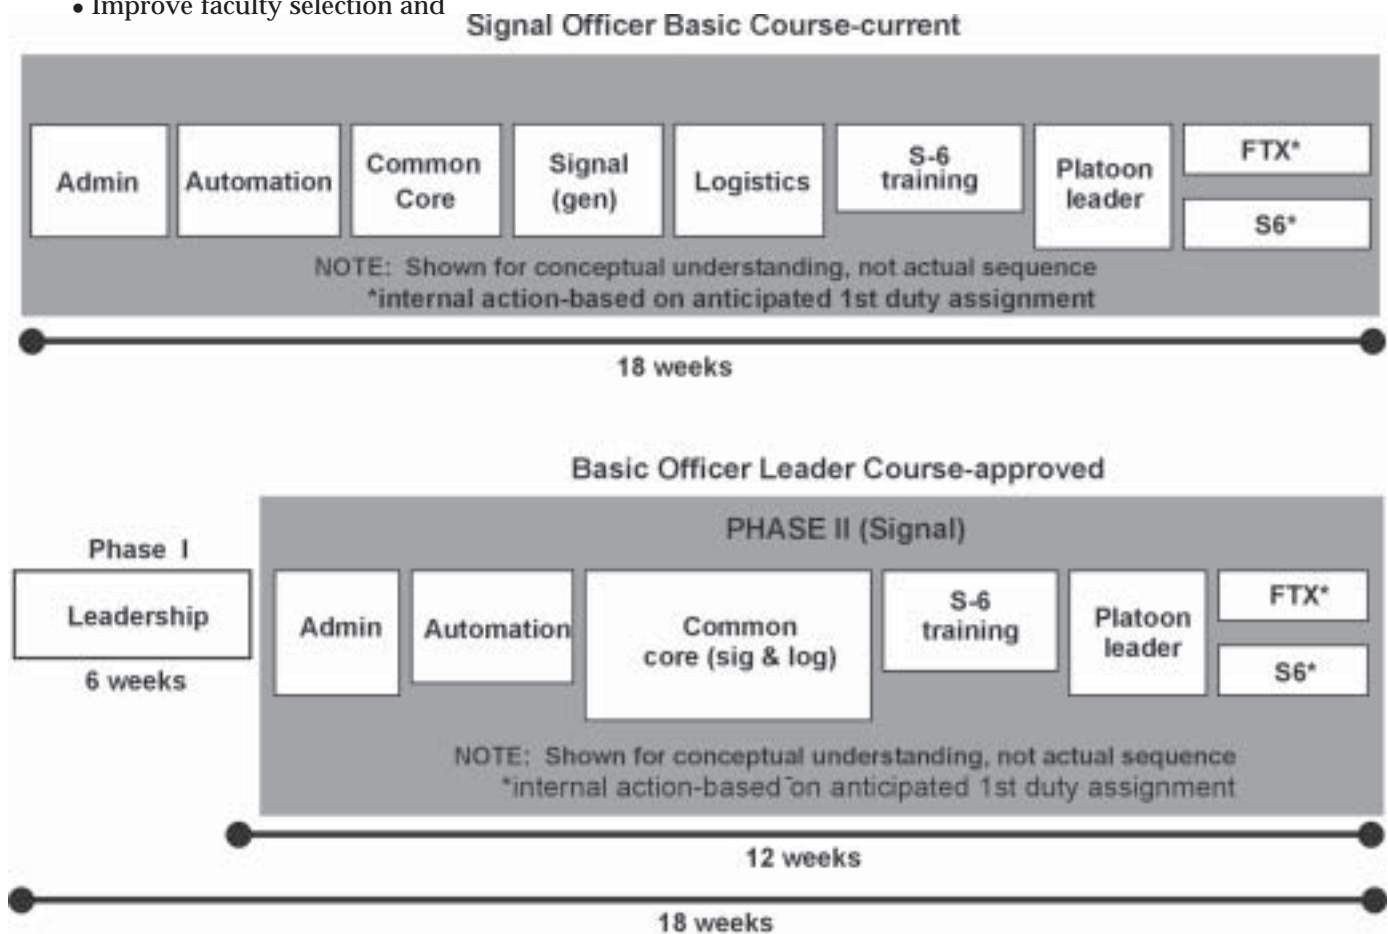 • Improve faculty selection and
Signal Officer Basic Course-current
Admin
Automation
Common
Core
Signal
(gen)
Logistics
S-6
training
Platoon
leader
FTX*
S6*
NOTE: Shown for conceptual understanding, not actual sequence
*internal action-based on anticipated 1st duty assignment
18 weeks
Basic Officer Leader Course-approved
Phase I
Leadership
6 weeks
PHASE II (Signal)
Admin
Automation
Common
core (sig & log)
S-6
training
Platoon
leader
FTX*
S6*
NOTE: Shown for conceptual understanding, not actual sequence
*internal action-based on anticipated 1st duty assignment
12 weeks
18 weeks